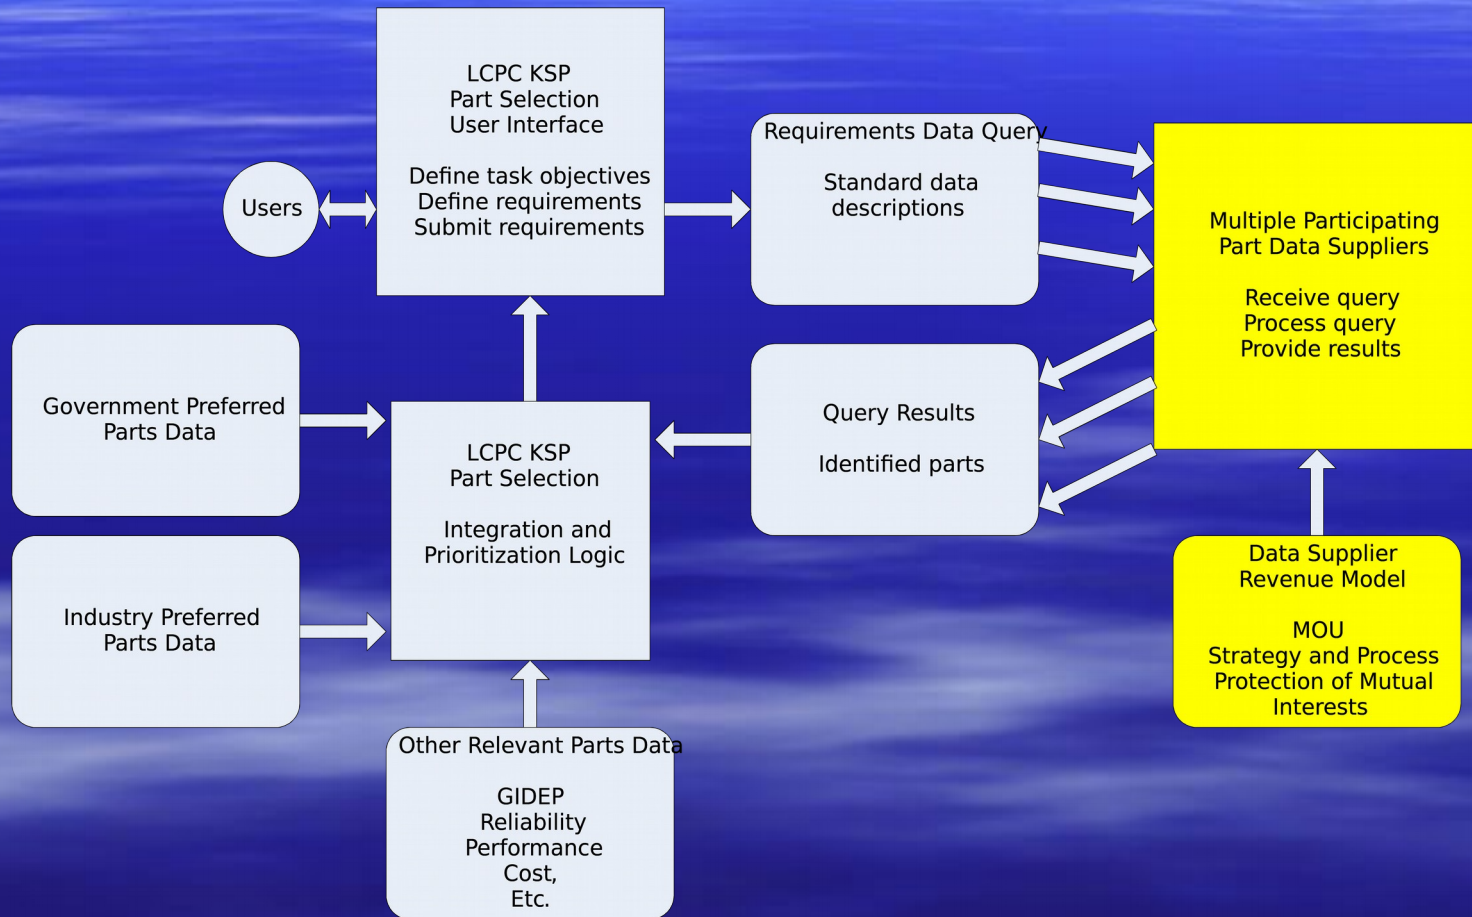 LCPC KSP
Part Selection
User Interface
Define task objectives
Define requirements
Submit requirements
Users
Requirements Data Query
Standard data
descriptions
Multiple Participating
Part Data Suppliers
Receive query
Process query
Provide results
Government Preferred
Parts Data
LCPC KSP
Part Selection
Integration and
Prioritization Logic
Query Results
Identified parts
Industry Preferred
Parts Data
Data Supplier
Revenue Model
MOU
Strategy and Process
Protection of Mutual
Interests
Other Relevant Parts Data
GIDEP
Reliability
Performance
Cost,
Etc.